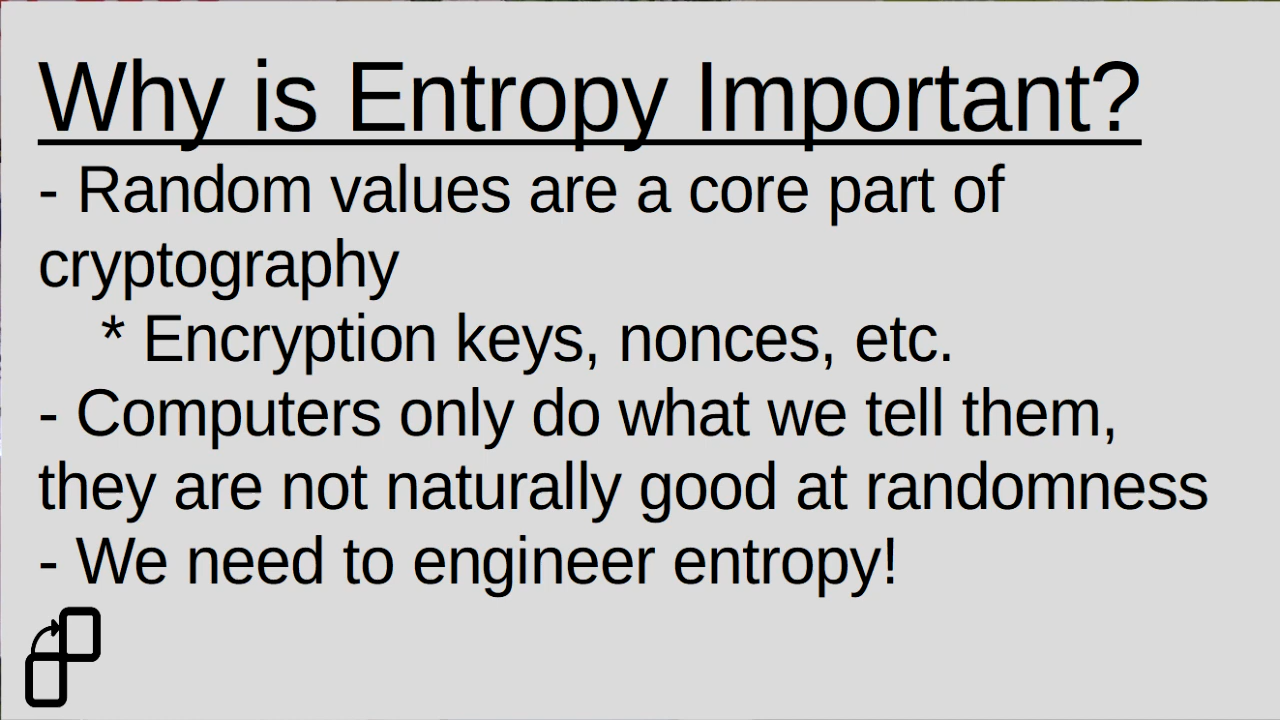 Why is Entropy Important?
- Random values are a core part of
cryptography
* Encryption keys, nonces, etc.
- Computers only do what we tell them,
they are not naturally good at randomness
- We need to engineer entropy!